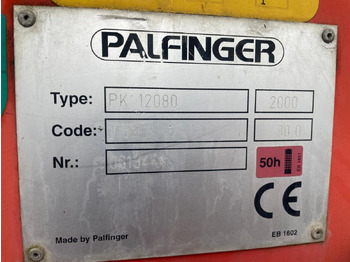 PALFINGER
Type: PK 12080 2000
Code:
Nr.:
50h
CE
Made by Palfinger
EB 1602